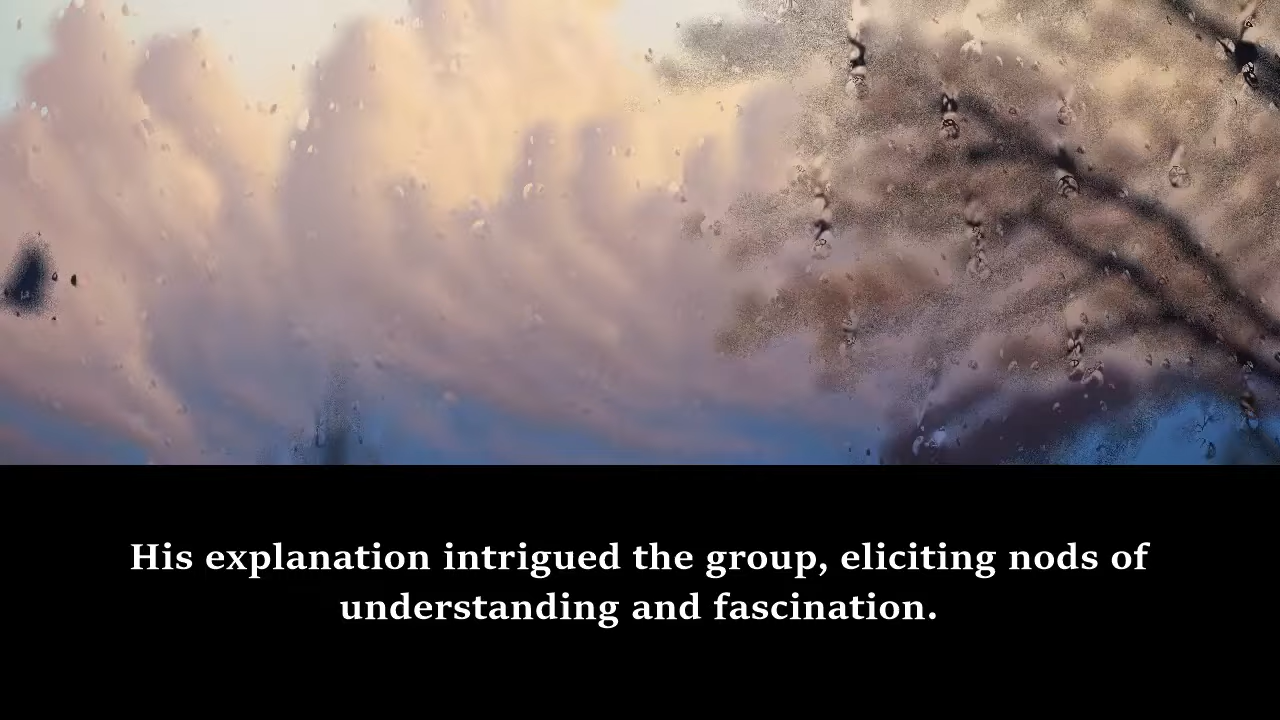 His explanation intrigued the group, eliciting nods of
understanding and fascination.